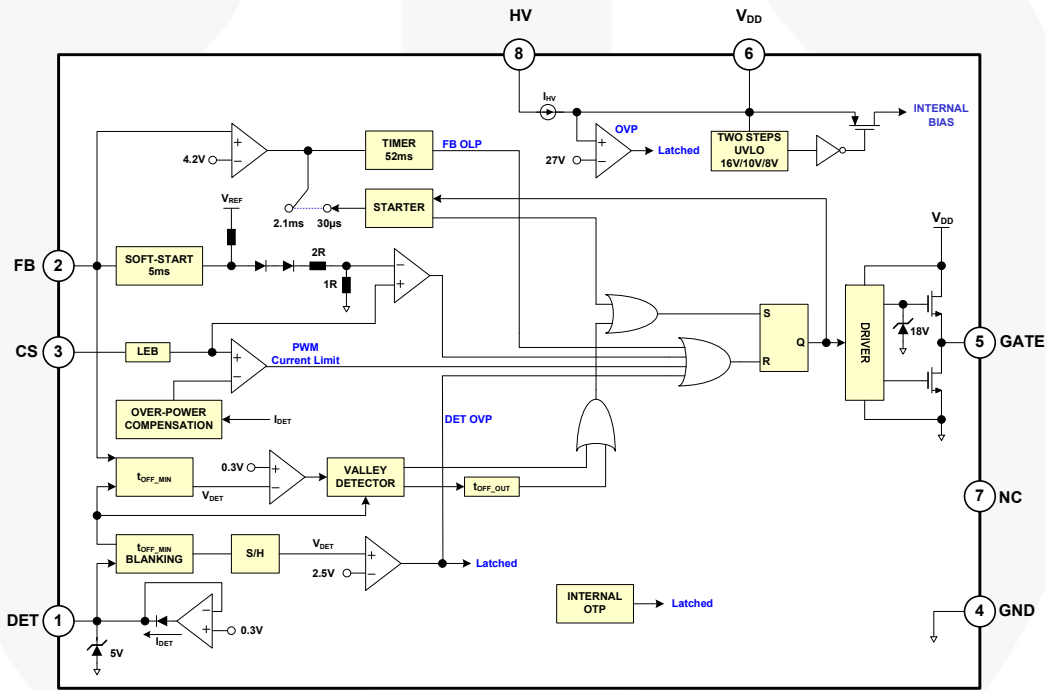 HV
VDD
8
6
IHV
INTERNAL
BIAS
OVP
Latched
27V
TWO STEPS
UVLO
16V/10V/8V
4.2V
TIMER
52ms
FB OLP
VREF
STARTER
2.1ms
30µs
VDD
FB
2
SOFT-START
5ms
2R
1R
S
R
Q
DRIVER
18V
5
GATE
CS
3
LEB
PWM
Current Limit
OVER-POWER
COMPENSATION
IDET
DET OVP
0.3V
tOFF_MIN
VDET
VALLEY
DETECTOR
tOFF_OUT
7
NC
tOFF_MIN
BLANKING
S/H
VDET
2.5V
Latched
INTERNAL
OTP
Latched
DET
1
IDET
0.3V
5V
4
GND